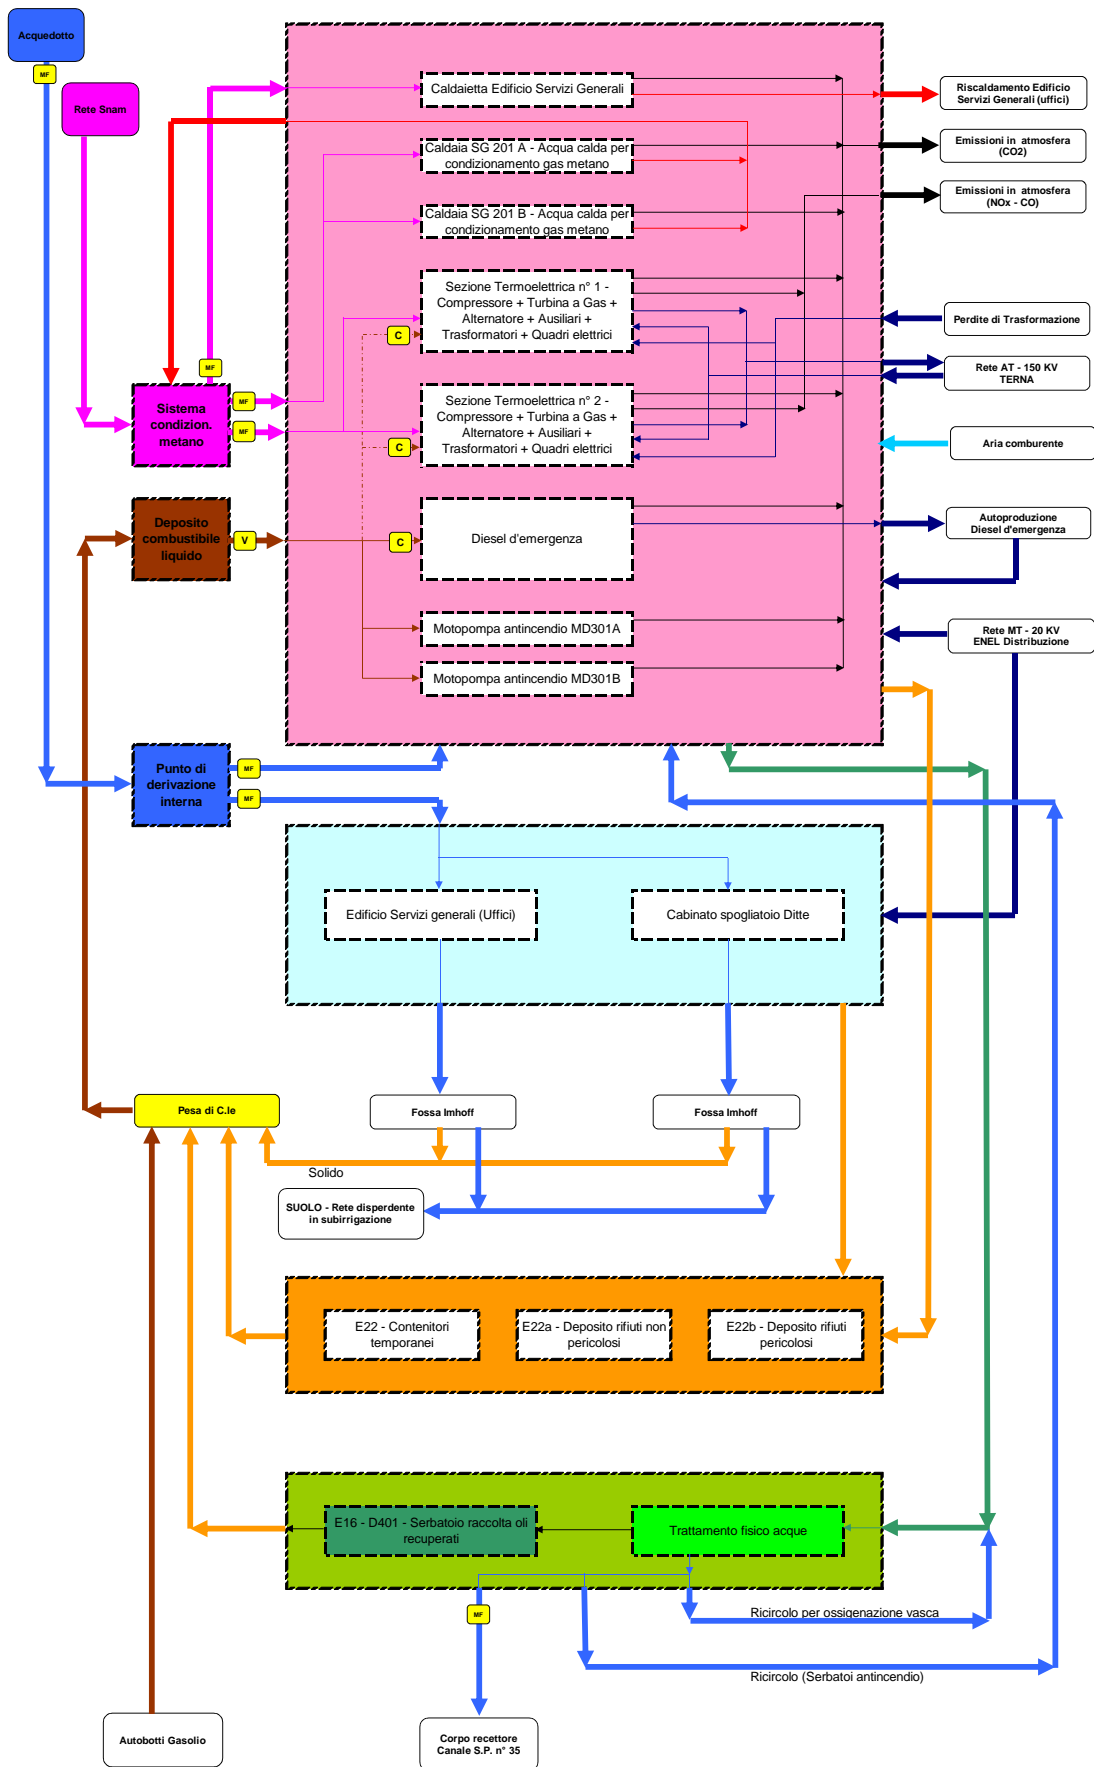 Acquedotto
MF
Rete Snam
Caldaietta Edificio Servizi Generali
Riscaldamento Edificio
Servizi Generali (uffici)
Caldaia SG 201 A - Acqua calda per
condizionamento gas metano
Emissioni in atmosfera
(CO2)
Emissioni in atmosfera
(NOx - CO)
Caldaia SG 201 B - Acqua calda per
condizionamento gas metano
Sezione Termoelettrica n° 1 -
Compressore + Turbina a Gas +
Alternatore + Ausiliari +
Trasformatori + Quadri elettrici
C
Perdite di Trasformazione
MF
Rete AT - 150 KV
TERNA
Sistema
condizion.
metano
MF
MF
Sezione Termoelettrica n° 2 -
Compressore + Turbina a Gas +
Alternatore + Ausiliari +
Trasformatori + Quadri elettrici
C
Aria comburente
Deposito
combustibile
liquido
V
C
Diesel d'emergenza
Autoproduzione
Diesel d'emergenza
Motopompa antincendio MD301A
Rete MT - 20 KV
ENEL Distribuzione
Motopompa antincendio MD301B
Punto di
derivazione
interna
MF
MF
Edificio Servizi generali (Uffici)
Cabinato spogliatoio Ditte
Pesa di C.le
Fossa Imhoff
Fossa Imhoff
Solido
SUOLO - Rete disperdente
in subirrigazione
E22 - Contenitori
temporanei
E22a - Deposito rifiuti non
pericolosi
E22b - Deposito rifiuti
pericolosi
E16 - D401 - Serbatoio raccolta oli
recuperati
Trattamento fisico acque
MF
Ricircolo per ossigenazione vasca
Ricircolo (Serbatoi antincendio)
Autobotti Gasolio
Corpo recettore
Canale S.P. n° 35